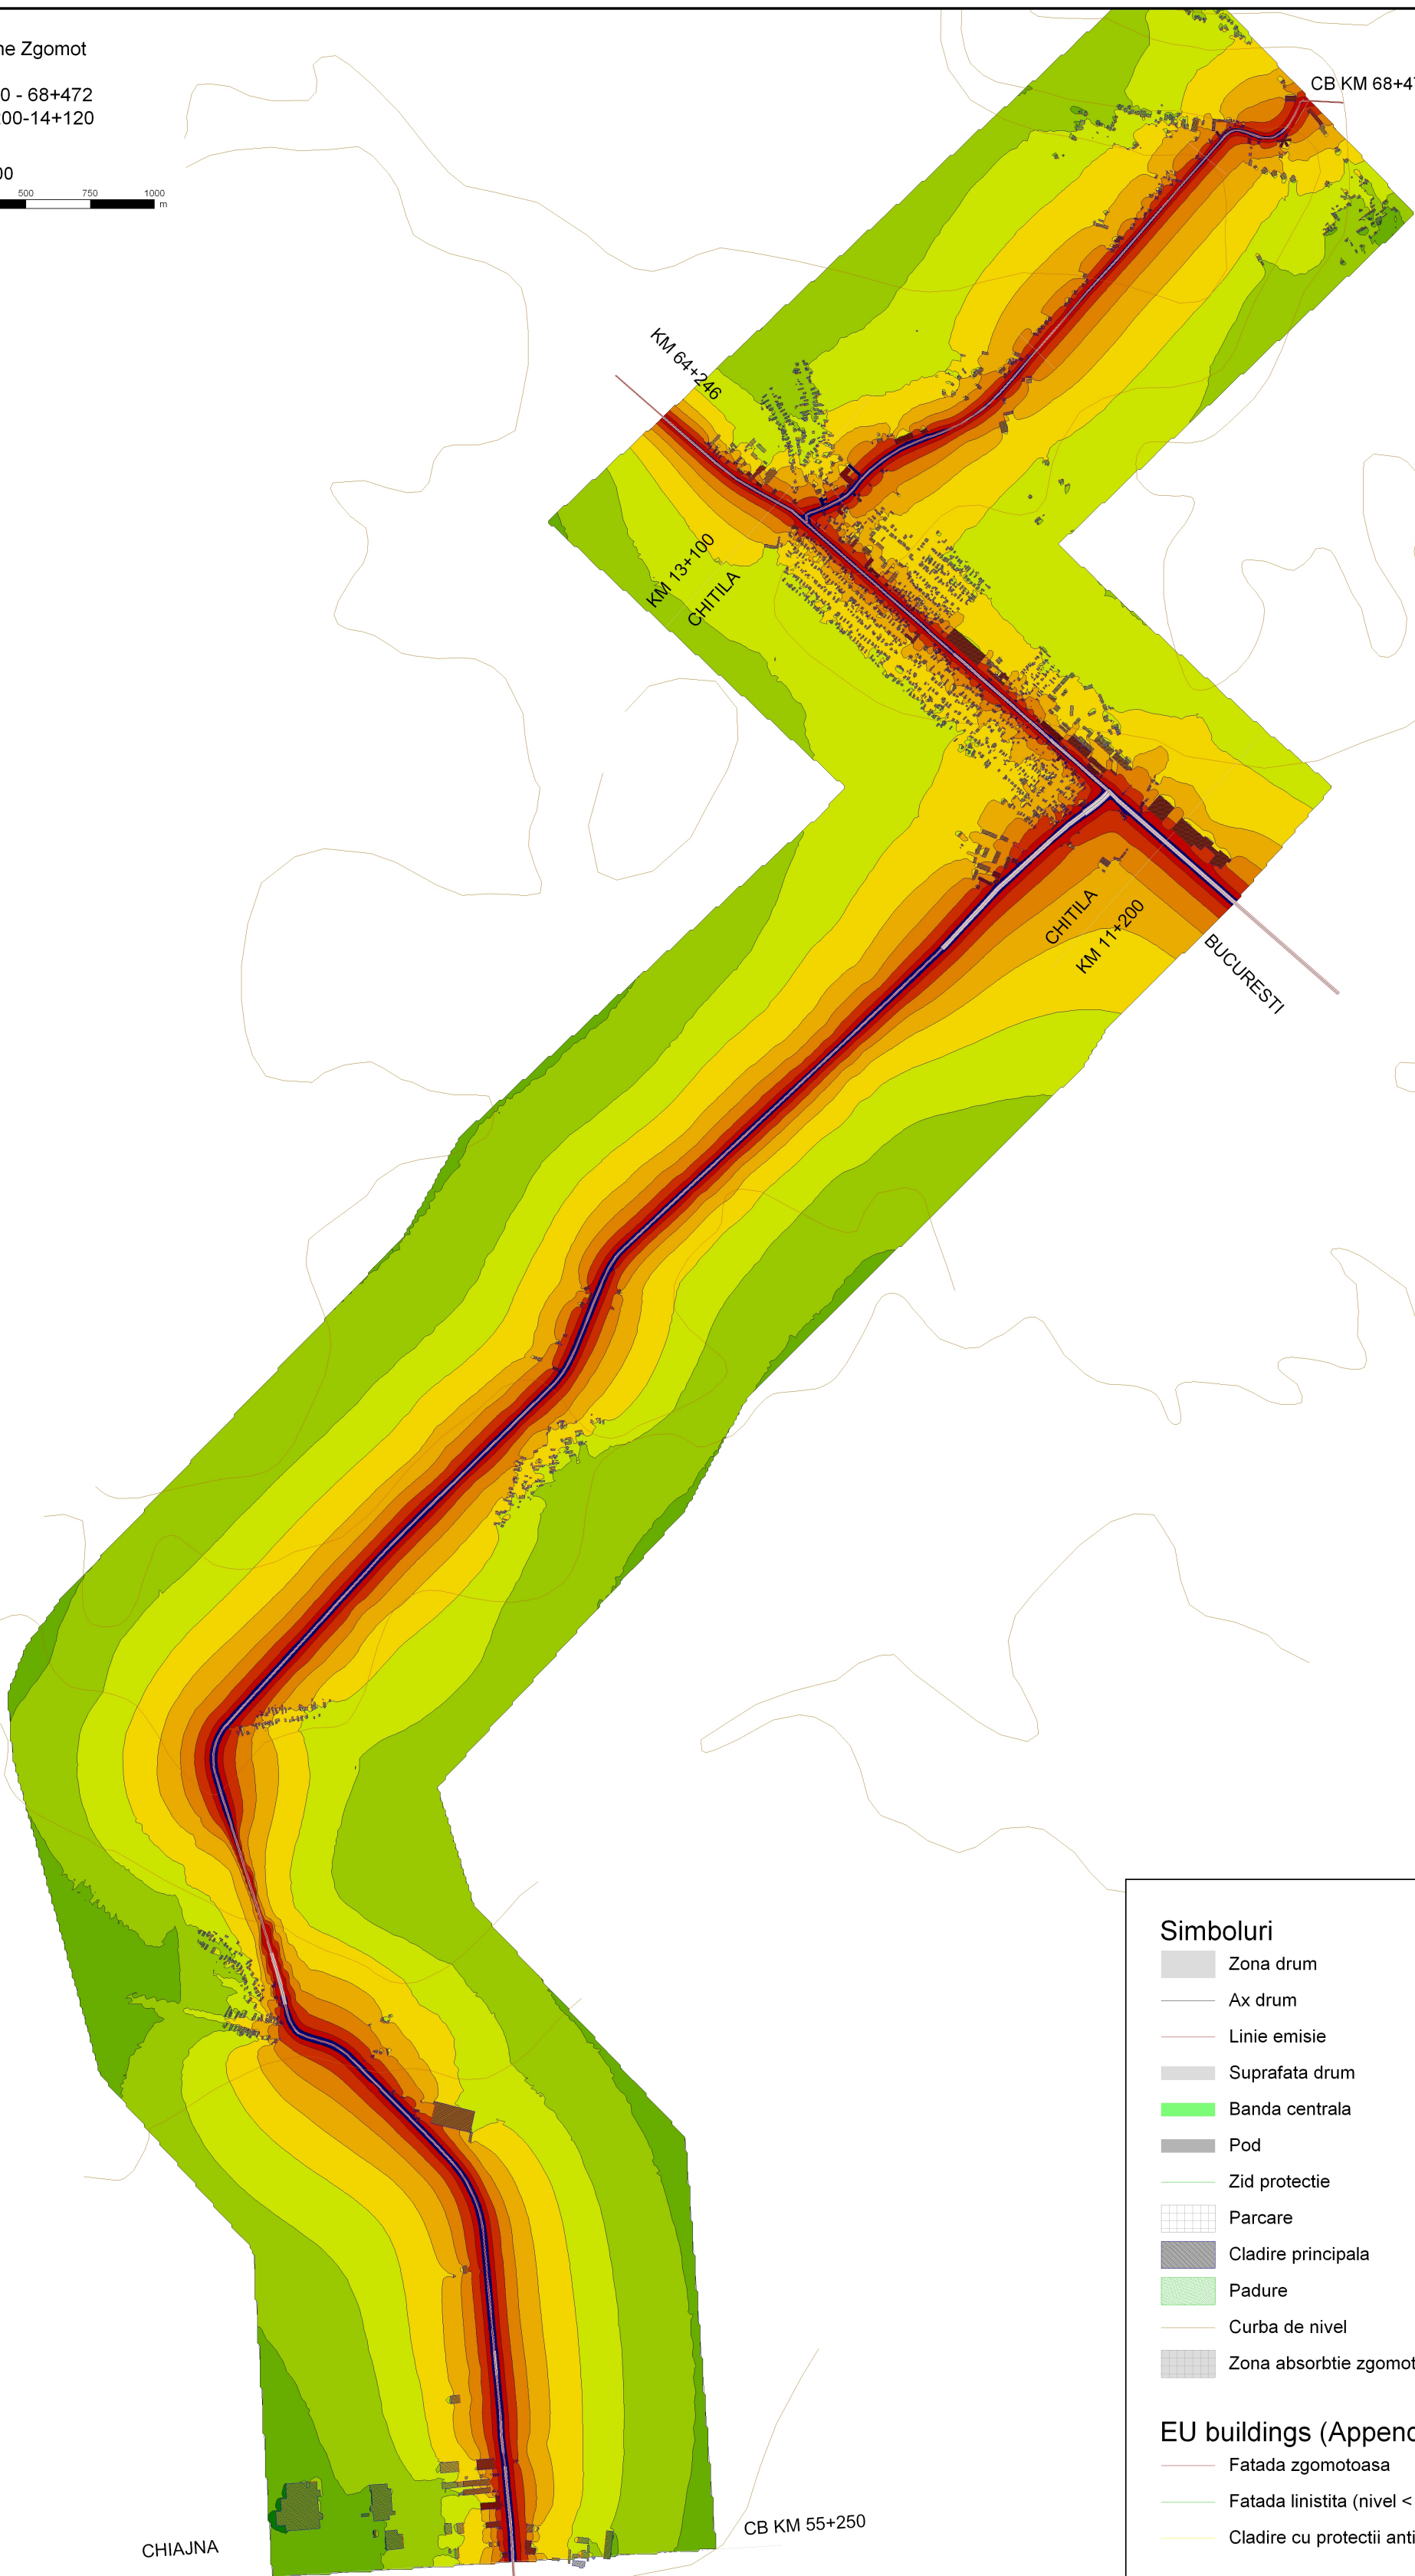 ne Zgomot
0 - 68+472
00-14+120
00
500 750 1000
m
CB KM 68+47
KM 64+246
KM 13+100
CHITILA
CHITILA
KM 11+200
BUCURESTI
CHIAJNA
CB KM 55+250
Simboluri
Zona drum
Ax drum
Linie emisie
Suprafata drum
Banda centrala
Pod
Zid protectie
Parcare
Cladire principala
Padure
Curba de nivel
Zona absorbtie zgomot
EU buildings (Append
Fatada zgomotoasa
Fatada linistita (nivel <
Cladire cu protectii anti